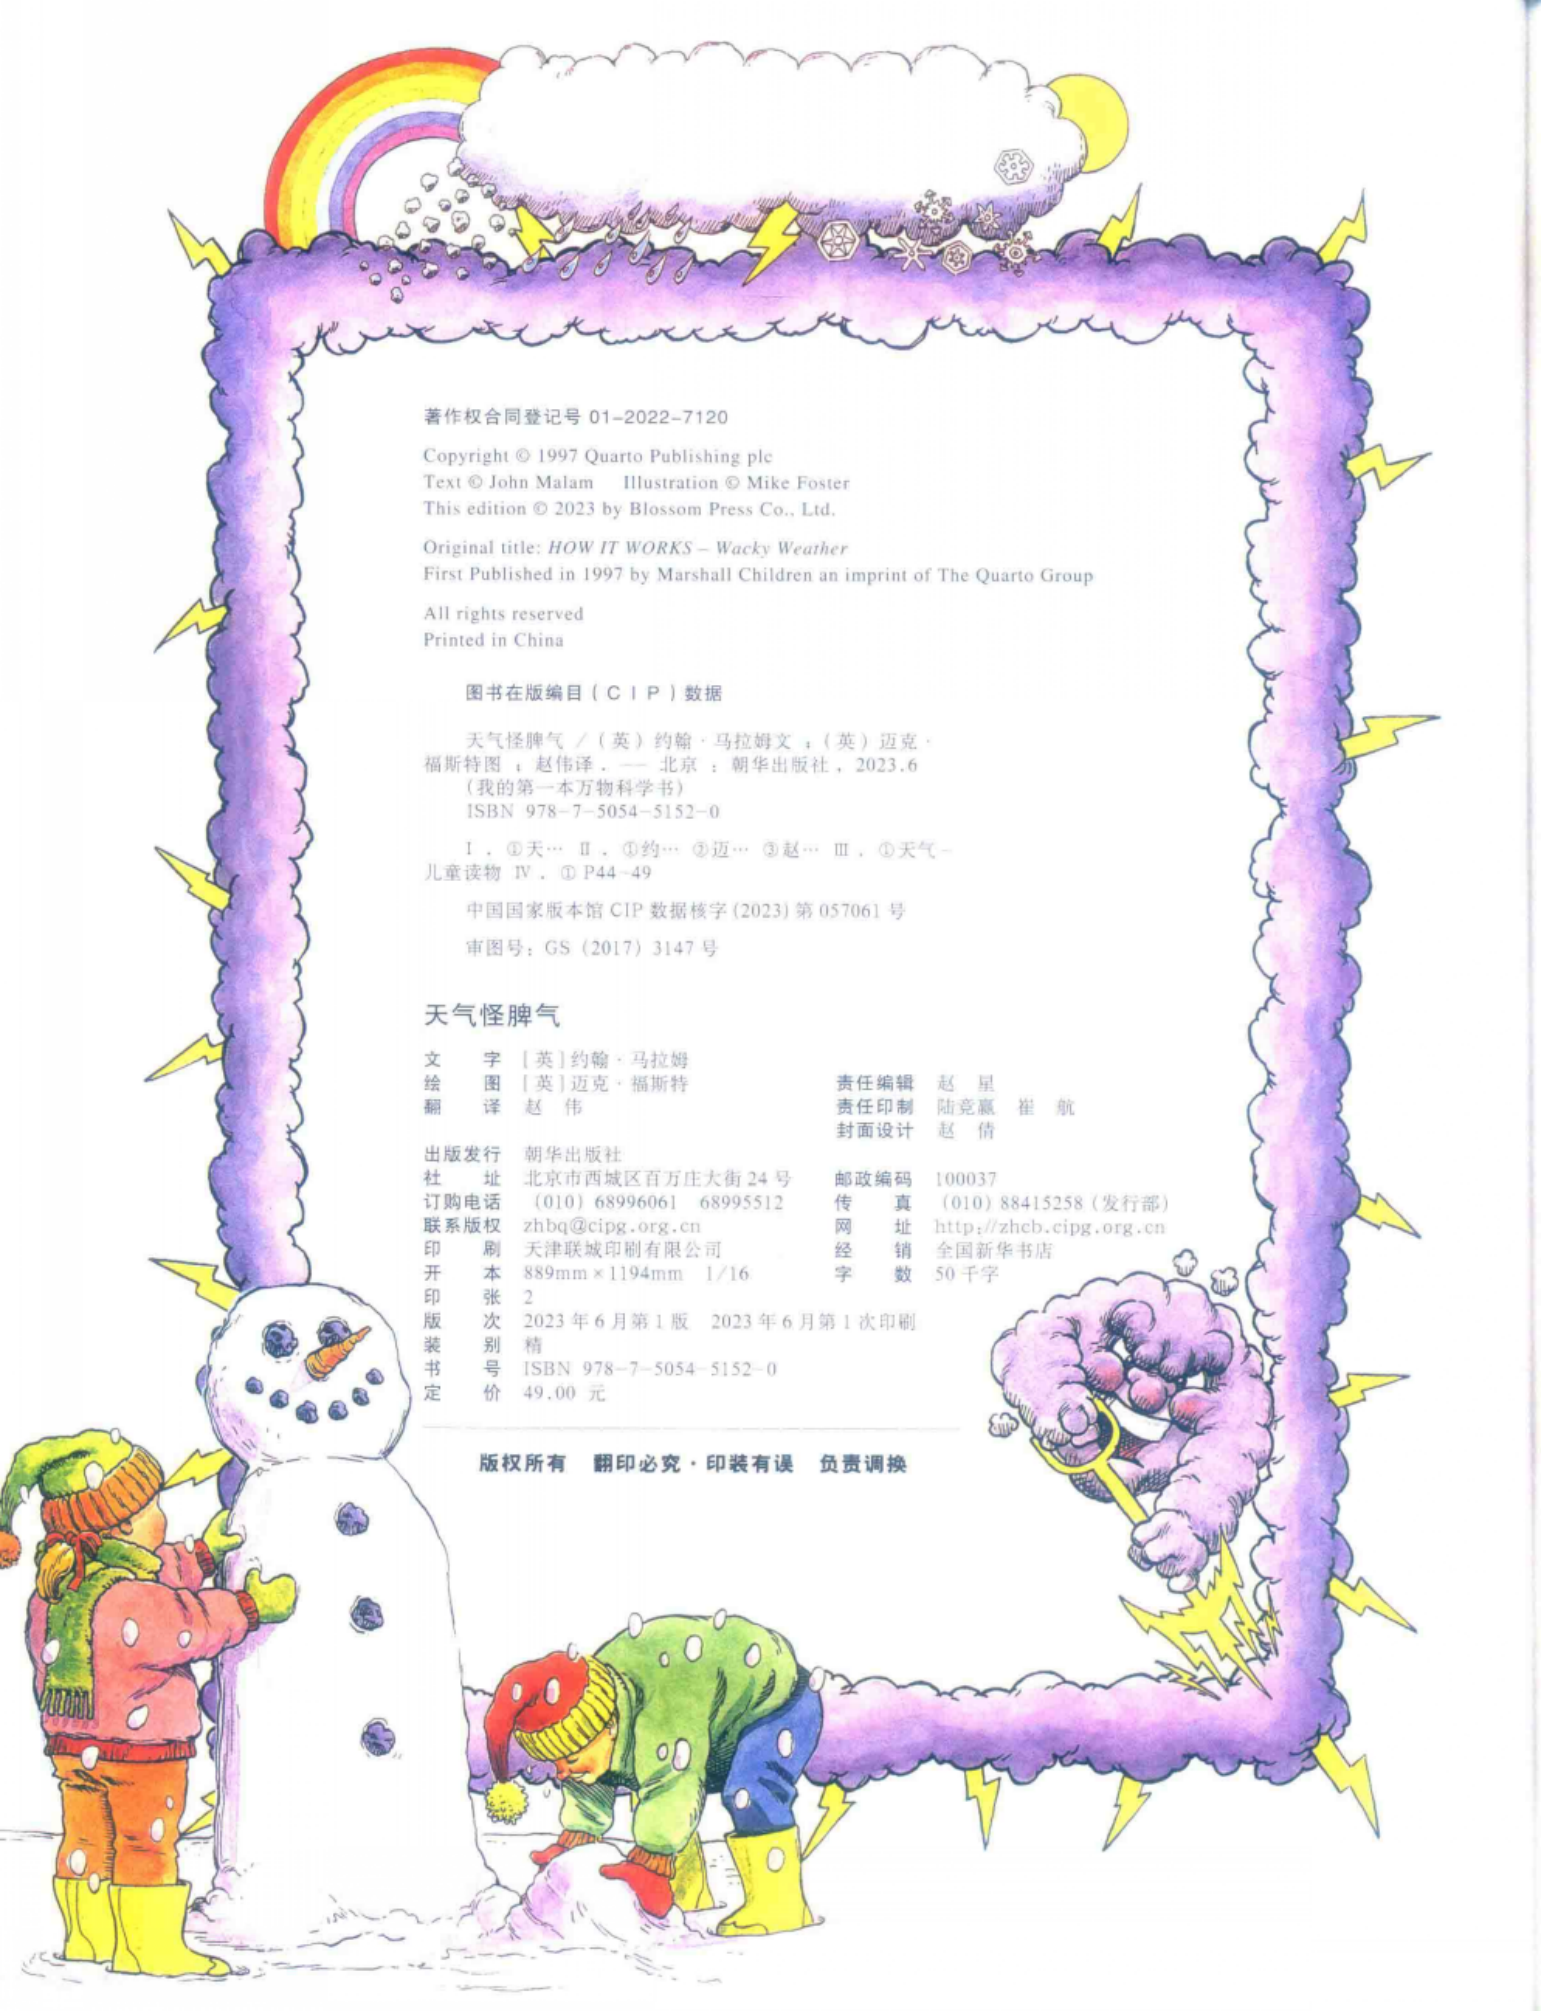 著作权合同登记号 01-2022-7120
Copyright © 1997 Quarto Publishing plc
Text © John Malam Illustration © Mike Foster
This edition © 2023 by Blossom Press Co., Ltd.
Original title: HOW IT WORKS – Wacky Weather
First Published in 1997 by Marshall Children an imprint of The Quarto Group
All rights reserved
Printed in China
图书在版编目(CIP)数据
天气怪脾气 /（英）约翰·马拉姆文；（英）迈克·
福斯特图；赵伟译. —— 北京：朝华出版社，2023.6
（我的第一本万物科学书）
ISBN 978-7-5054-5152-0
Ⅰ. ①天… Ⅱ. ①约… ②迈… ③赵… Ⅲ. ①天气－
儿童读物 Ⅳ. ① P44-49
中国国家版本馆 CIP 数据核字 (2023) 第 057061 号
审图号：GS（2017）3147 号
天气怪脾气
文 字 [英]约翰·马拉姆
绘 图 [英]迈克·福斯特 责任编辑 赵 星
翻 译 赵 伟 责任印制 陆竞赢 崔 航
封面设计 赵 倩
出版发行 朝华出版社
社 址 北京市西城区百万庄大街 24 号 邮政编码 100037
订购电话 （010）68996061 68995512 传 真 （010）88415258（发行部）
联系版权 zhbq@cipg.org.cn 网 址 http://zhcb.cipg.org.cn
印 刷 天津联城印刷有限公司 经 销 全国新华书店
开 本 889mm×1194mm 1/16 字 数 50 千字
印 张 2
版 次 2023 年 6 月第 1 版 2023 年 6 月第 1 次印刷
装 别 精
书 号 ISBN 978-7-5054-5152-0
定 价 49.00 元
版权所有 翻印必究·印装有误 负责调换